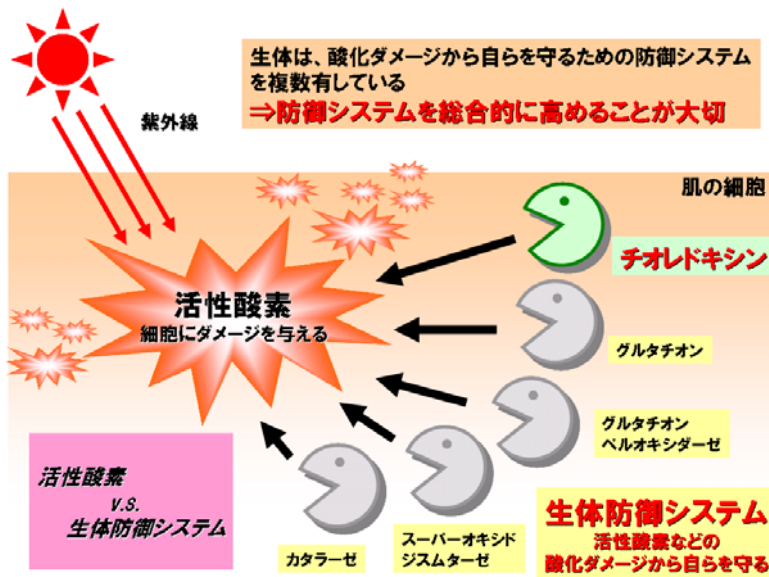 生体は、酸化ダメージから自らを守るための防御システム
を複数有している
⇒防御システムを総合的に高めることが大切
紫外線
肌の細胞
チオレドキシン
活性酸素
細胞にダメージを与える
グルタチオン
グルタチオン
ペルオキシダーゼ
活性酸素
V.S.
生体防御システム
カタラーゼ
スーパーオキシド
ジスムターゼ
生体防御システム
活性酸素などの
酸化ダメージから自らを守る